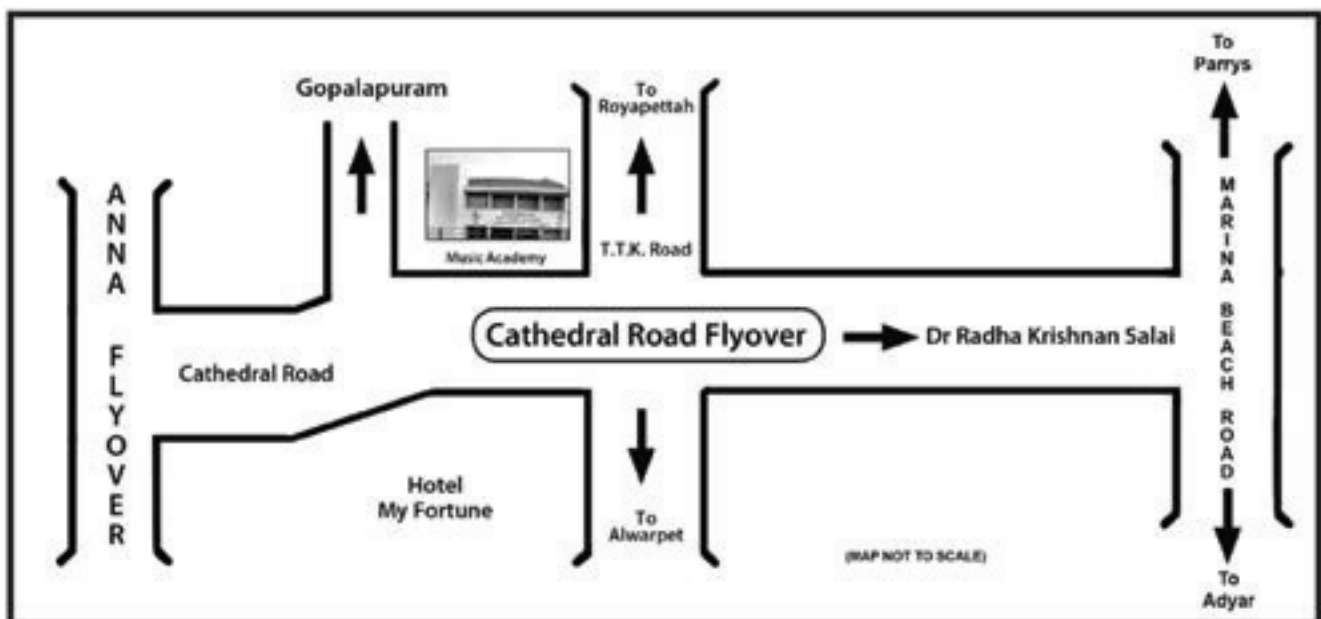 To
Parrys
Gopalapuram
To
Royapettah
ANNA FLYOVER
MARINA BEACH ROAD
Music Academy
T.T.K. Road
Cathedral Road Flyover
Dr Radha Krishnan Salai
Cathedral Road
Hotel
My Fortune
To
Alwarpet
(MAP NOT TO SCALE)
To
Adyar